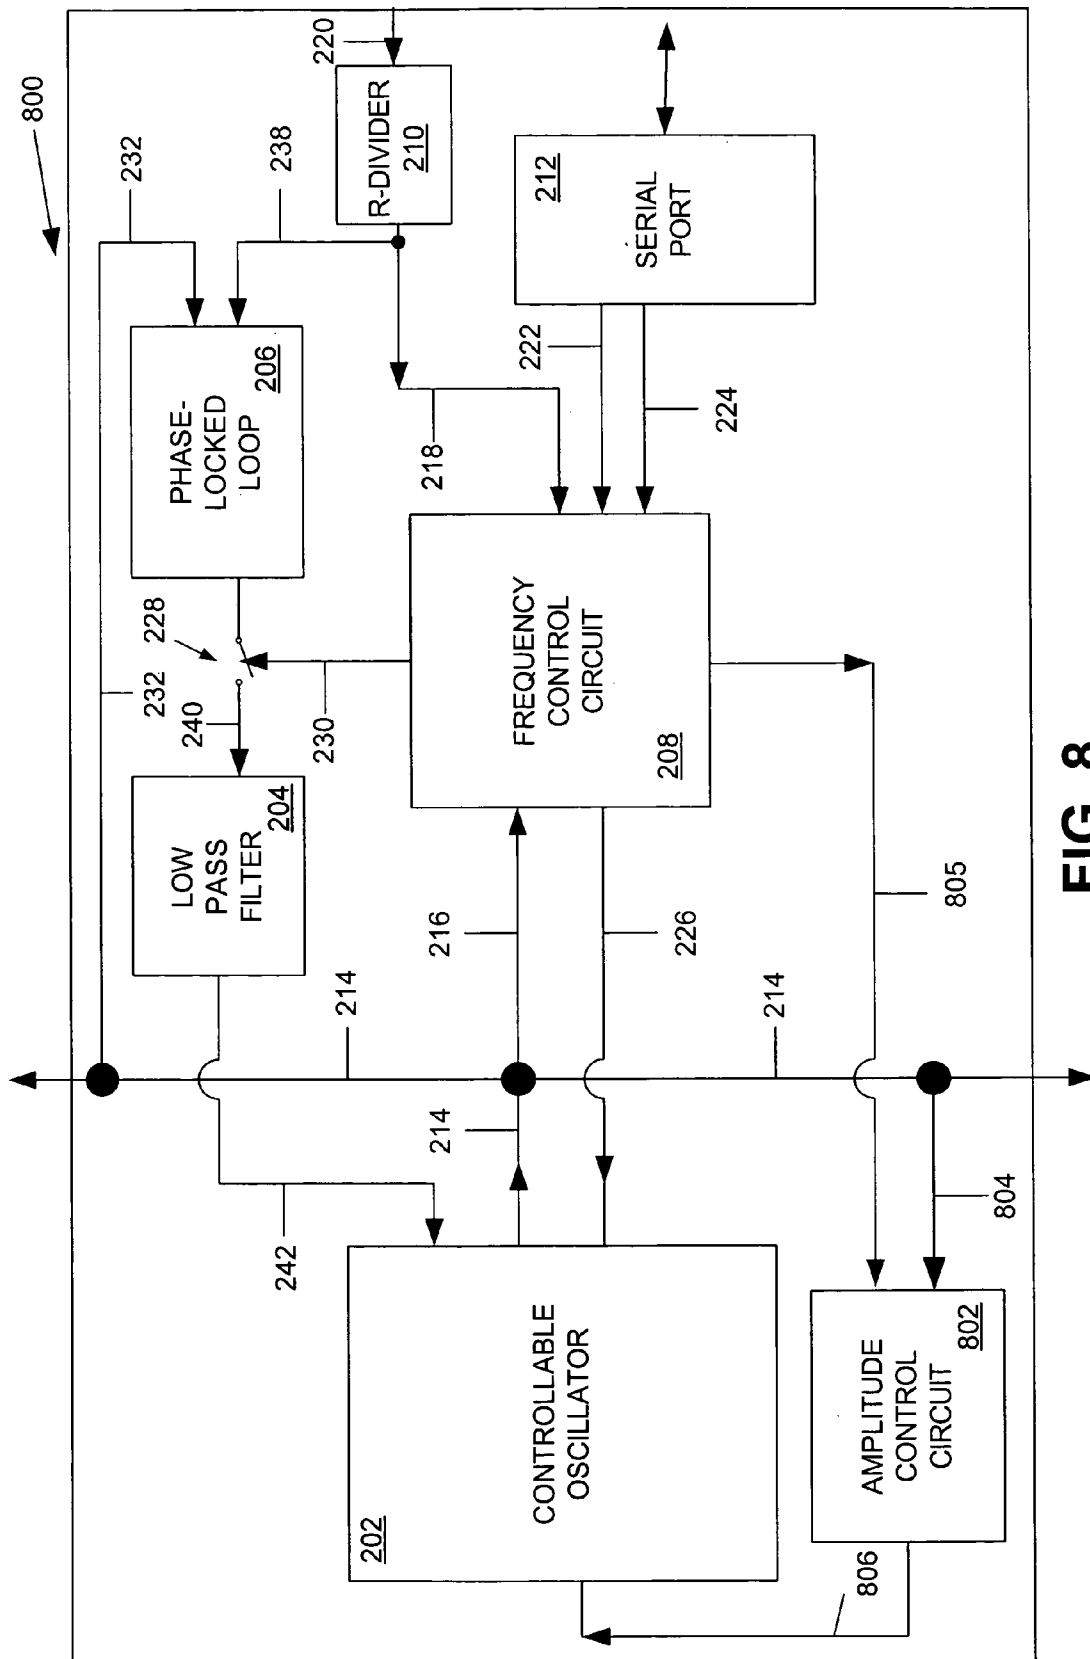 800
232
232
238
220
R-DIVIDER
210
PHASE-
LOCKED
LOOP
206
228
240
230
LOW
PASS
FILTER
204
218
222
224
212
SERIAL
PORT
FREQUENCY
CONTROL
CIRCUIT
208
216
226
214
214
214
242
202
CONTROLLABLE
OSCILLATOR
805
804
AMPLITUDE
CONTROL
CIRCUIT
802
806
FIG 8